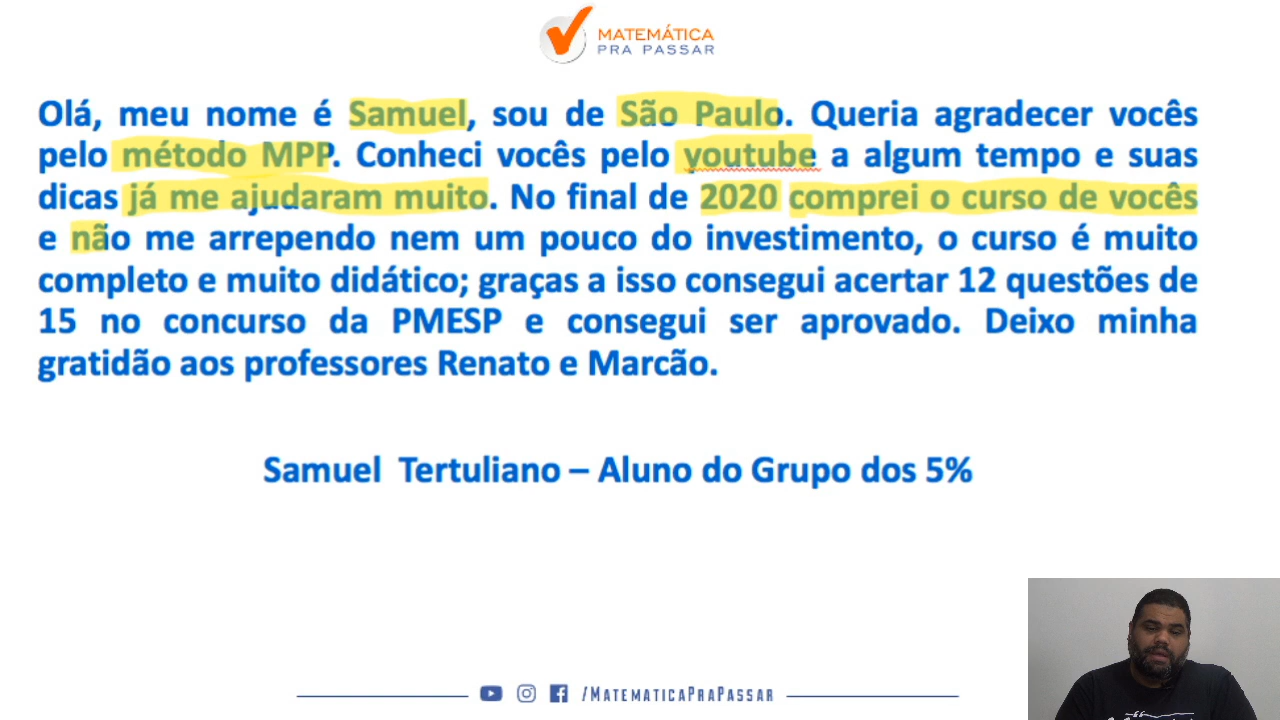 MATEMÁTICA
PRA PASSAR
Olá, meu nome é Samuel, sou de São Paulo. Queria agradecer vocês
pelo método MPP. Conheci vocês pelo youtube a algum tempo e suas
dicas já me ajudaram muito. No final de 2020 comprei o curso de vocês
e não me arrependo nem um pouco do investimento, o curso é muito
completo e muito didático; graças a isso consegui acertar 12 questões de
15 no concurso da PMESP e consegui ser aprovado. Deixo minha
gratidão aos professores Renato e Marcão.
Samuel Tertuliano – Aluno do Grupo dos 5%
/MATEMATICAPRAPASSAR